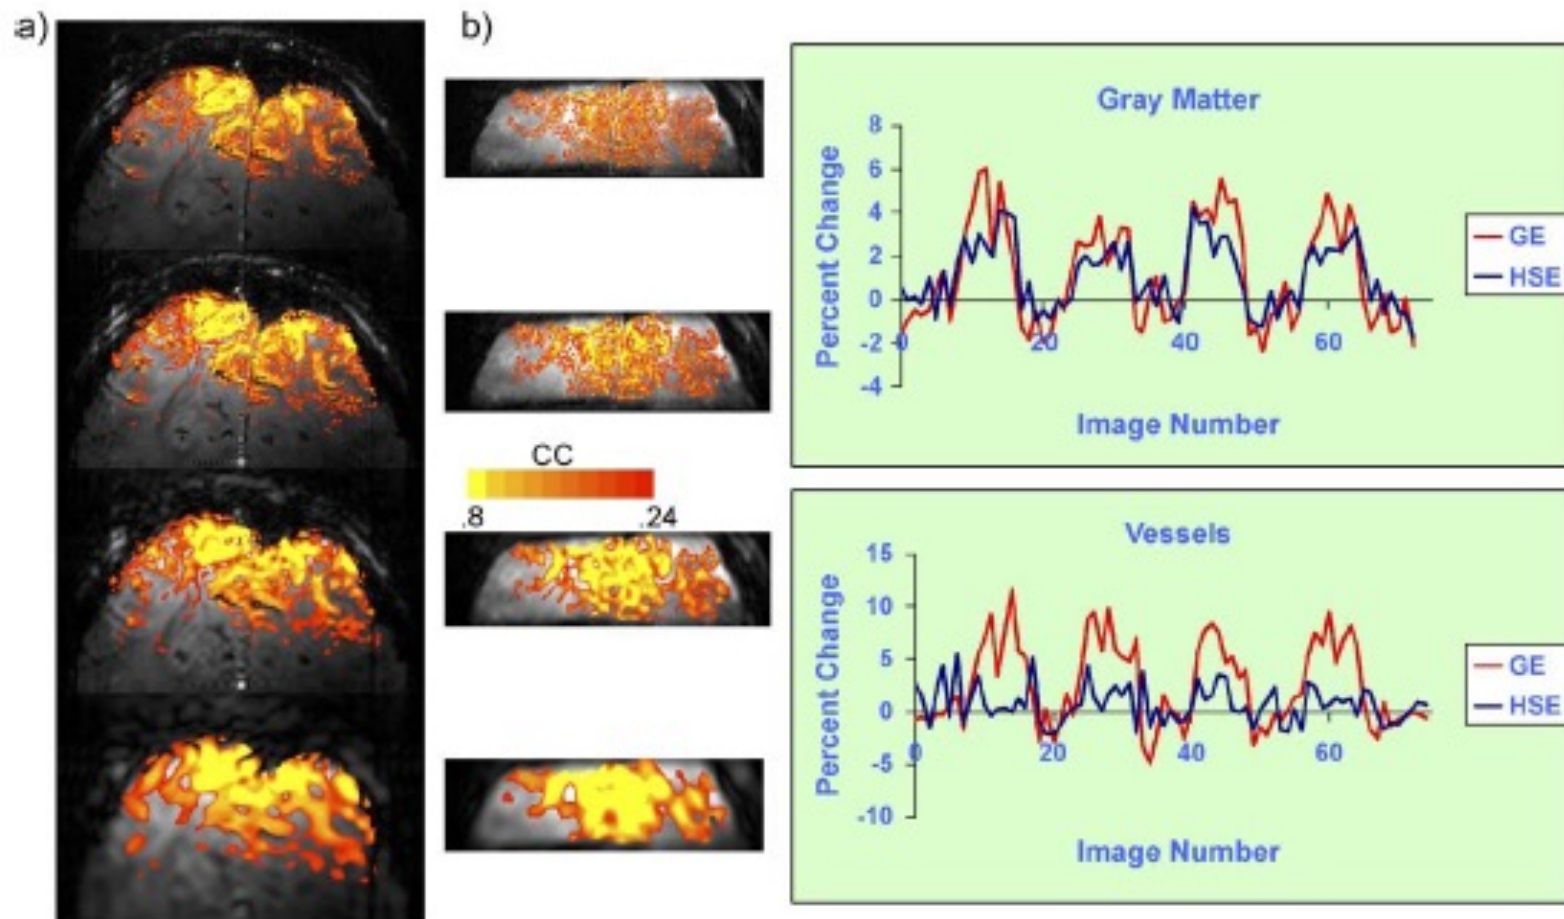 a)
b)
CC
.8 .24
Gray Matter
Percent Change
8
6
4
2
0
-2
-4
0 20 40 60
Image Number
GE
HSE
Vessels
Percent Change
15
10
5
0
-5
-10
0 20 40 60
Image Number
GE
HSE